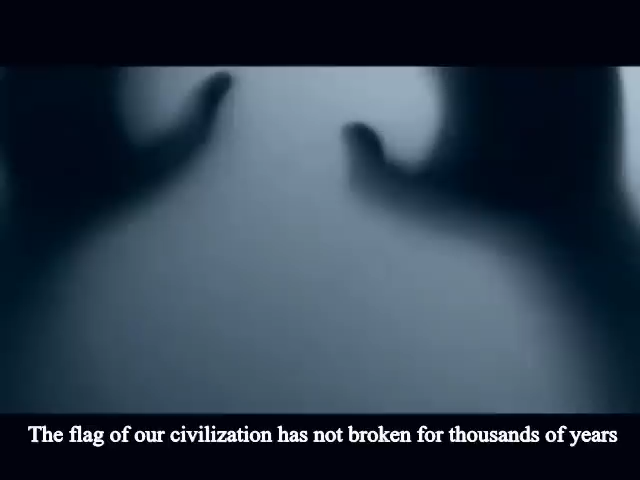 The flag of our civilization has not broken for thousands of years